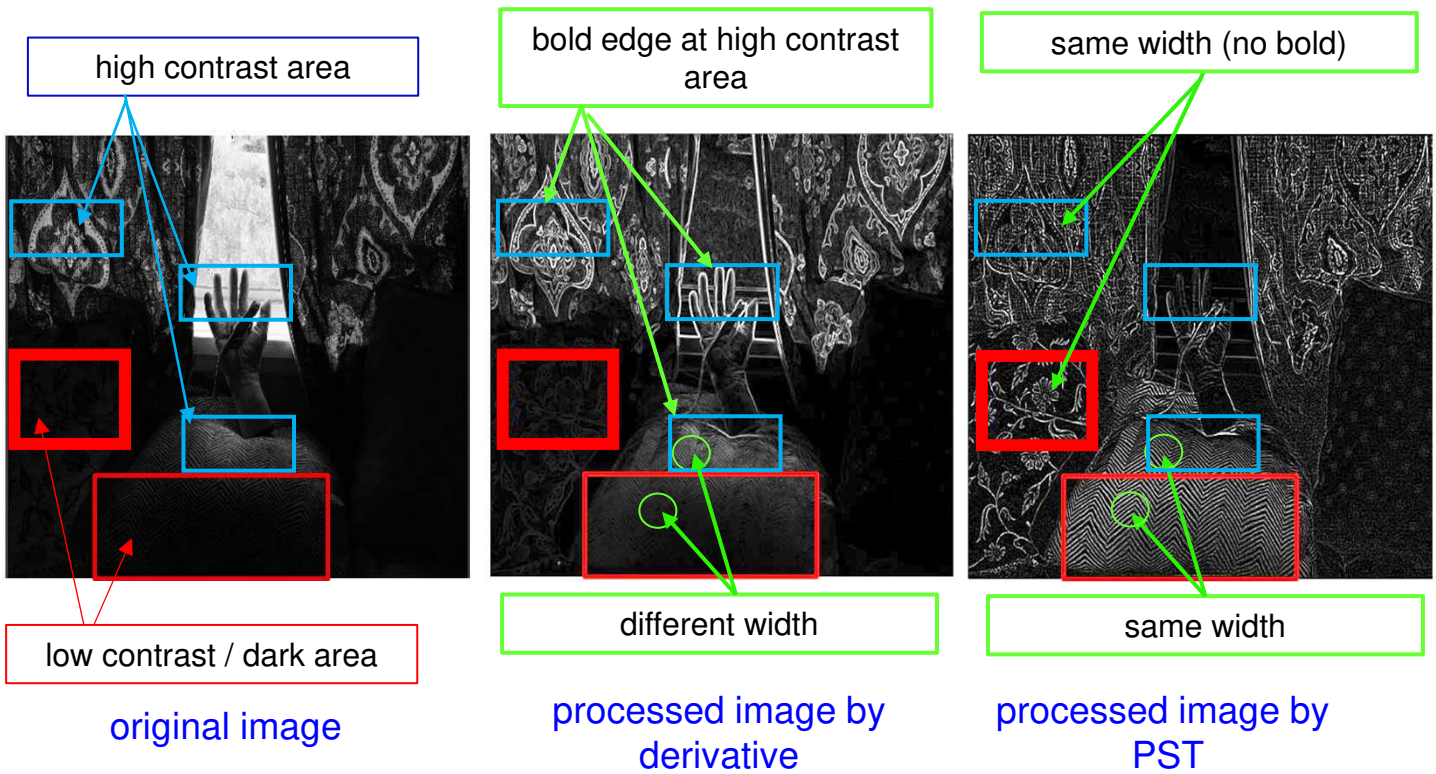 high contrast area
bold edge at high contrast
area
same width (no bold)
low contrast / dark area
different width
same width
original image
processed image by
derivative
processed image by
PST